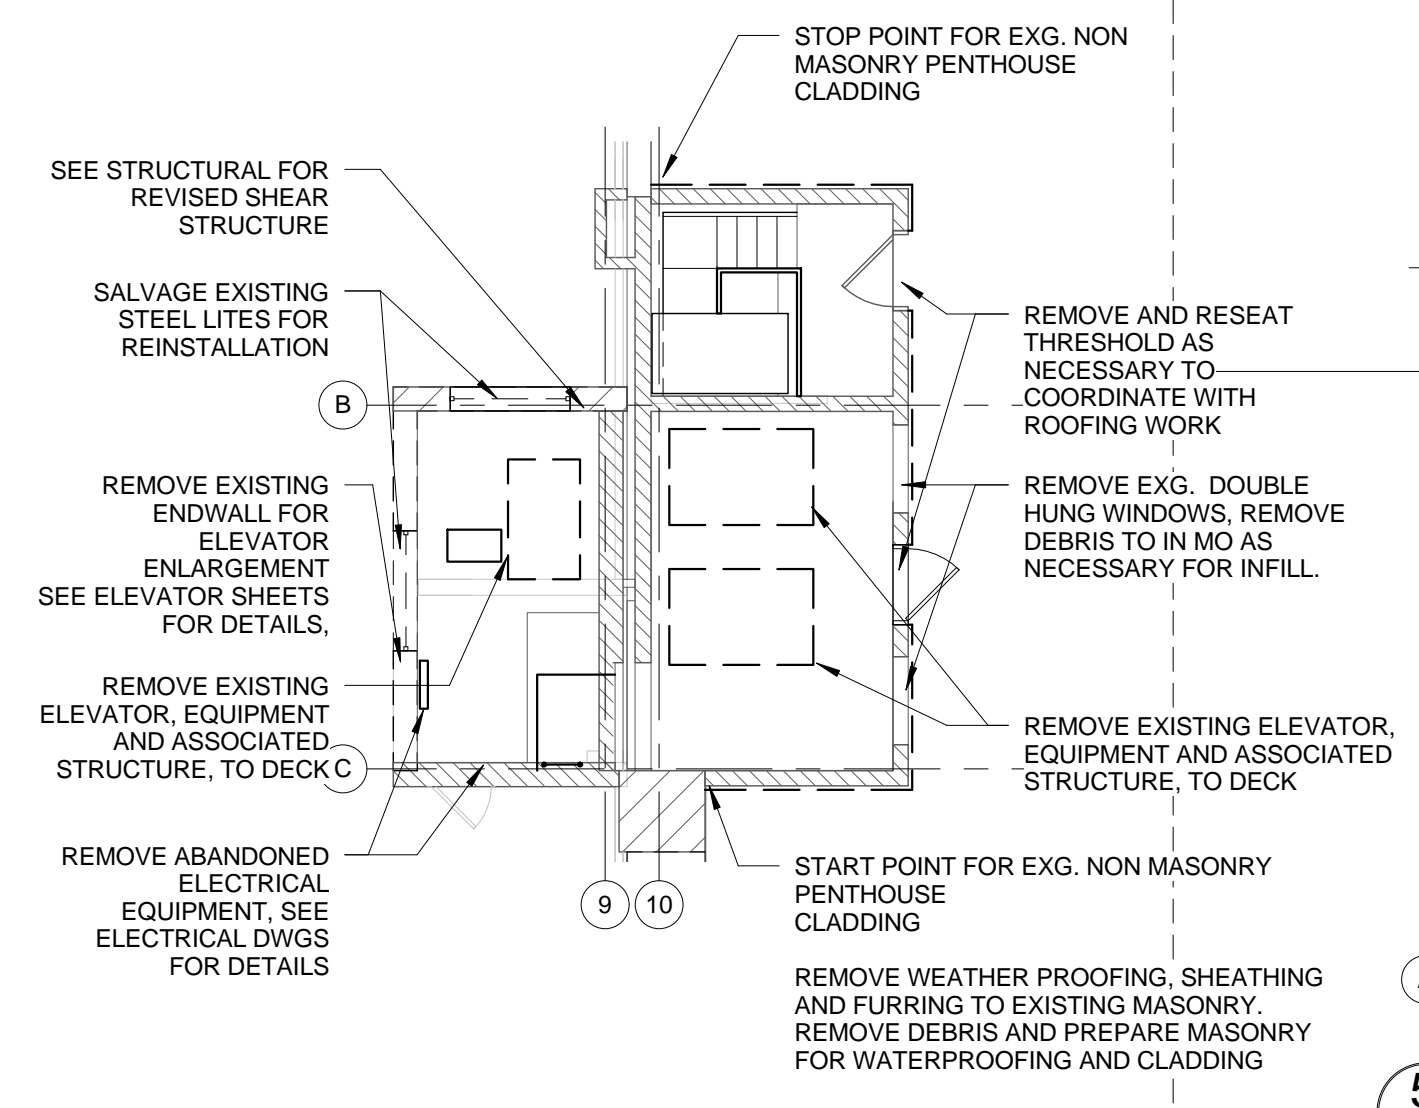 STOP POINT FOR EXG. NON
MASONRY PENTHOUSE
CLADDING
SEE STRUCTURAL FOR
REVISED SHEAR
STRUCTURE
SALVAGE EXISTING
STEEL LITES FOR
REINSTALLATION
B
REMOVE EXISTING
ENDWALL FOR
ELEVATOR
ENLARGEMENT
SEE ELEVATOR SHEETS
FOR DETAILS,
REMOVE EXISTING
ELEVATOR, EQUIPMENT
AND ASSOCIATED
STRUCTURE, TO DECK
C
REMOVE ABANDONED
ELECTRICAL
EQUIPMENT, SEE
ELECTRICAL DWGS
FOR DETAILS
9
10
REMOVE AND RESEAT
THRESHOLD AS
NECESSARY TO
COORDINATE WITH
ROOFING WORK
REMOVE EXG.  DOUBLE
HUNG WINDOWS, REMOVE
DEBRIS TO IN MO AS
NECESSARY FOR INFILL.
REMOVE EXISTING ELEVATOR,
EQUIPMENT AND ASSOCIATED
STRUCTURE, TO DECK
START POINT FOR EXG. NON MASONRY
PENTHOUSE
CLADDING
REMOVE WEATHER PROOFING, SHEATHING
AND FURRING TO EXISTING MASONRY.
REMOVE DEBRIS AND PREPARE MASONRY
FOR WATERPROOFING AND CLADDING